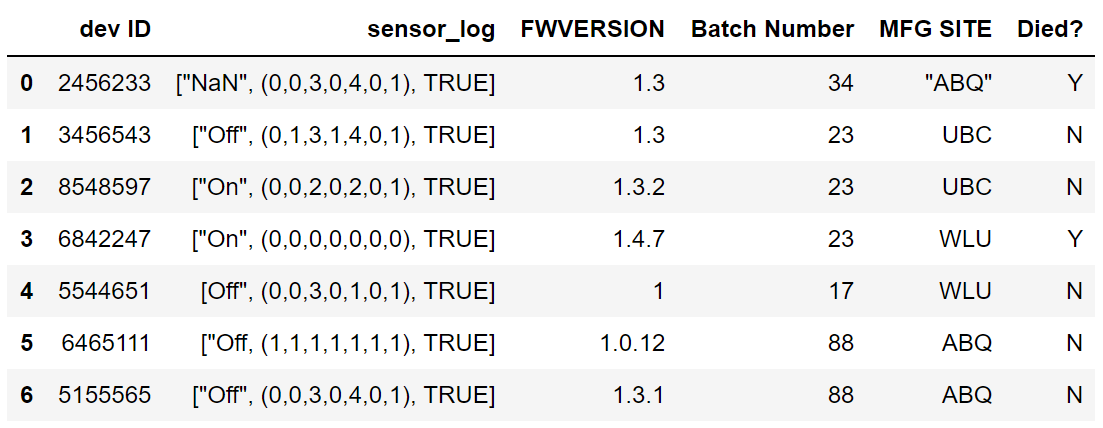 dev ID sensor_log FWVERSION Batch Number MFG SITE Died?
0 2456233 ["NaN", (0,0,3,0,4,0,1), TRUE] 1.3 34 "ABQ" Y
1 3456543 ["Off", (0,1,3,1,4,0,1), TRUE] 1.3 23 UBC N
2 8548597 ["On", (0,0,2,0,2,0,1), TRUE] 1.3.2 23 UBC N
3 6842247 ["On", (0,0,0,0,0,0,0), TRUE] 1.4.7 23 WLU Y
4 5544651 [Off", (0,0,3,0,1,0,1), TRUE] 1 17 WLU N
5 6465111 ["Off, (1,1,1,1,1,1,1), TRUE] 1.0.12 88 ABQ N
6 5155565 ["Off", (0,0,3,0,4,0,1), TRUE] 1.3.1 88 ABQ N